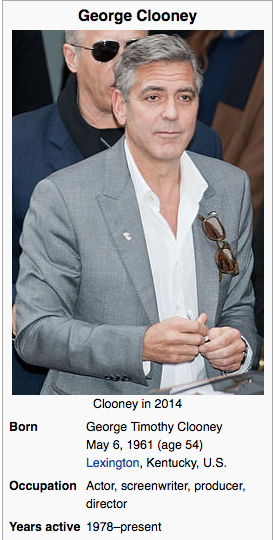 George Clooney
Clooney in 2014
Born George Timothy Clooney
May 6, 1961 (age 54)
Lexington, Kentucky, U.S.
Occupation Actor, screenwriter, producer,
director
Years active 1978–present